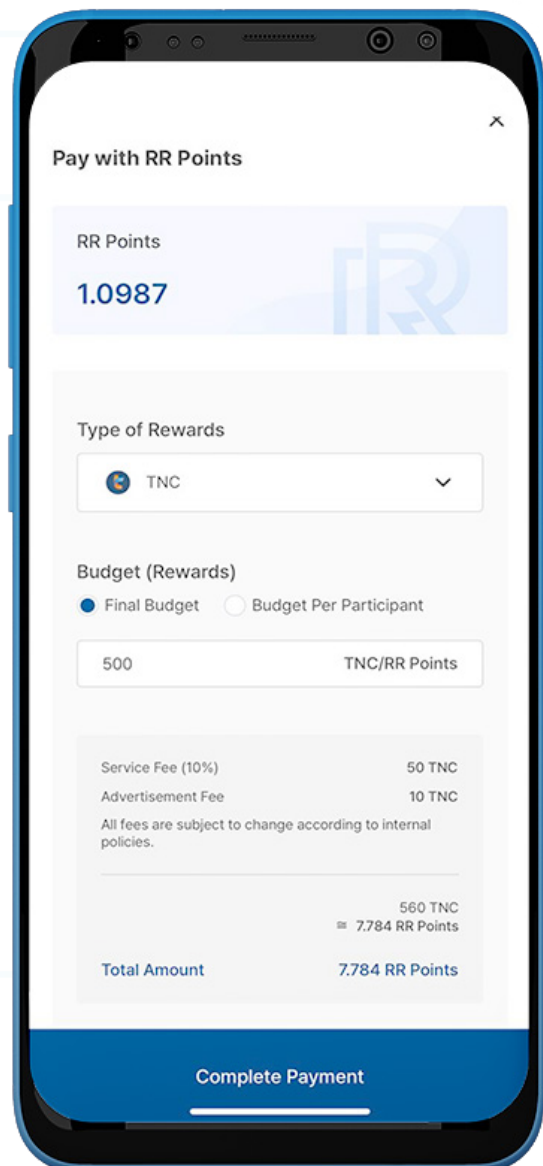 Pay with RR Points
RR Points
1.0987
Type of Rewards
TNC
Budget (Rewards)
Final Budget Budget Per Participant
500 TNC/RR Points
Service Fee (10%) 50 TNC
Advertisement Fee 10 TNC
All fees are subject to change according to internal
policies.
560 TNC
≅ 7.784 RR Points
Total Amount 7.784 RR Points
Complete Payment